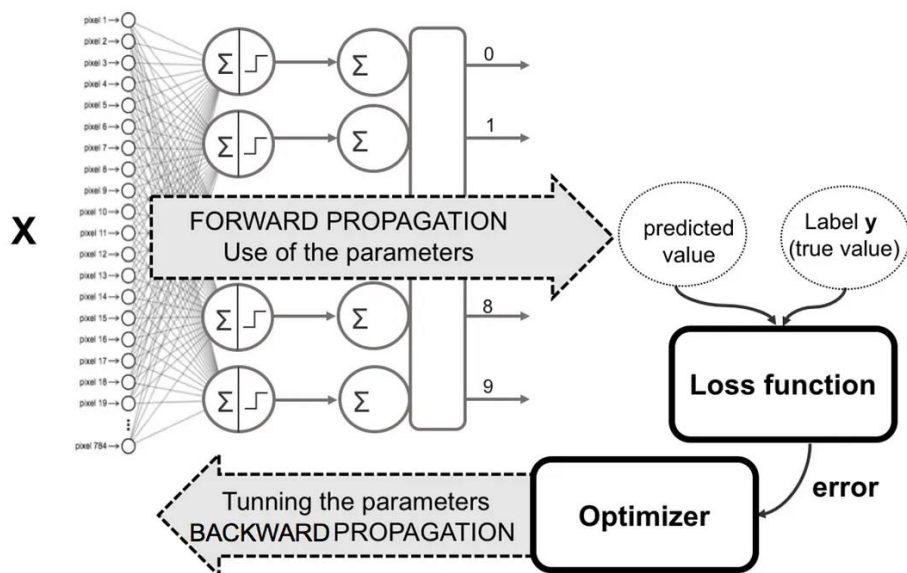 X
pixel 1
pixel 2
pixel 3
pixel 4
pixel 5
pixel 6
pixel 7
pixel 8
pixel 9
pixel 10
pixel 11
pixel 12
pixel 13
pixel 14
pixel 15
pixel 16
pixel 17
pixel 18
pixel 19
...
pixel 784
Σ Σ
Σ Σ
Σ Σ
Σ Σ
0
1
8
9
FORWARD PROPAGATION
Use of the parameters
predicted
value
Label y
(true value)
Loss function
error
Optimizer
Tunning the parameters
BACKWARD PROPAGATION